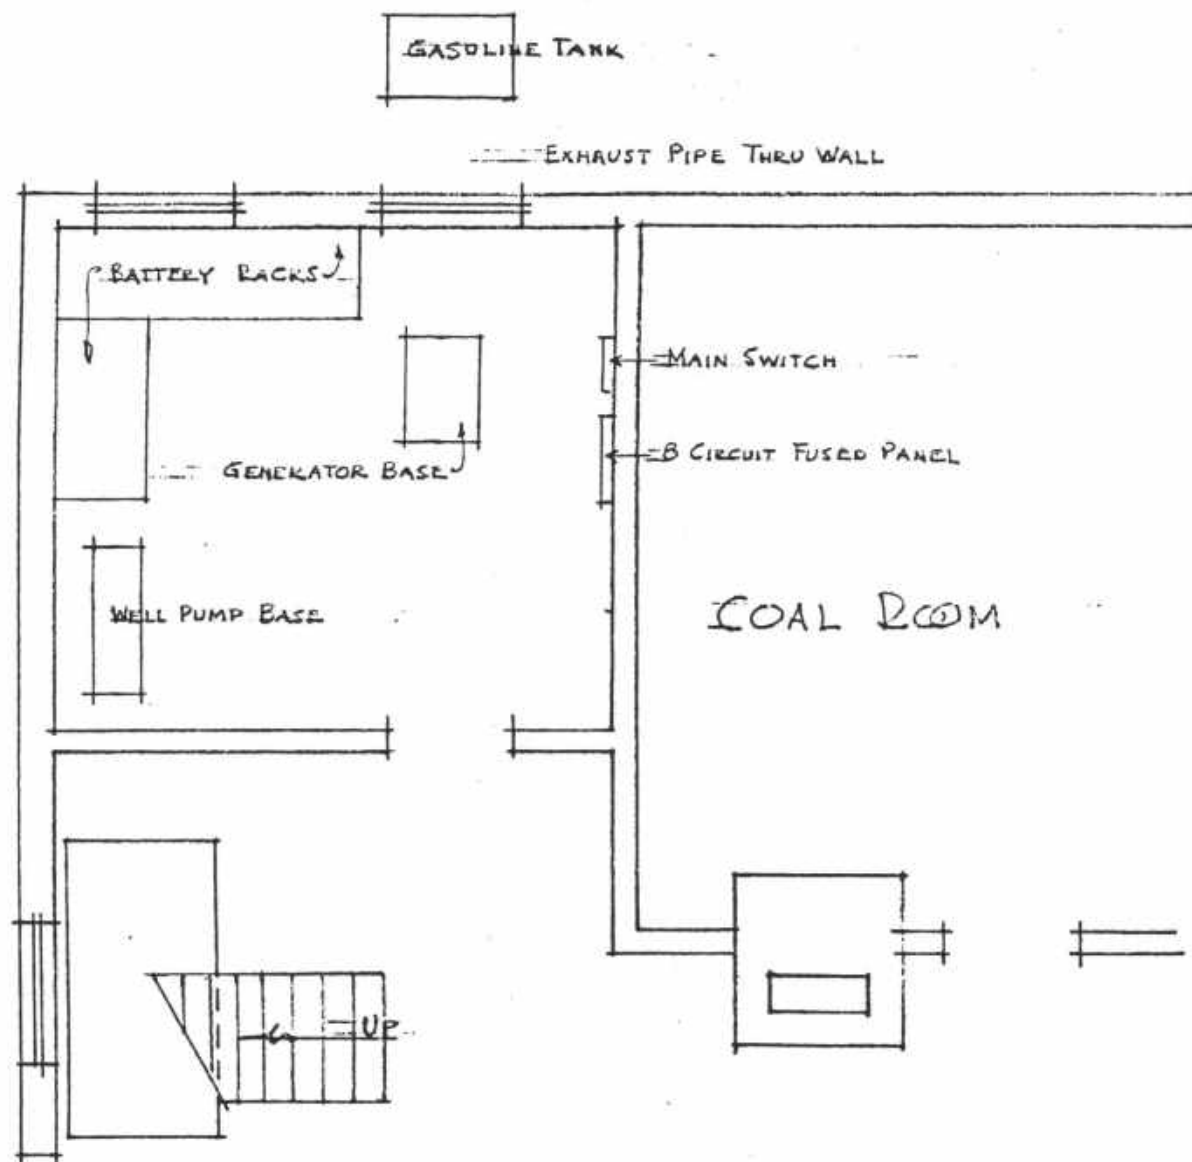 GASOLINE TANK
EXHAUST PIPE THRU WALL
BATTERY RACKS
MAIN SWITCH
8 CIRCUIT FUSED PANEL
GENERATOR BASE
WELL PUMP BASE
COAL ROOM
UP